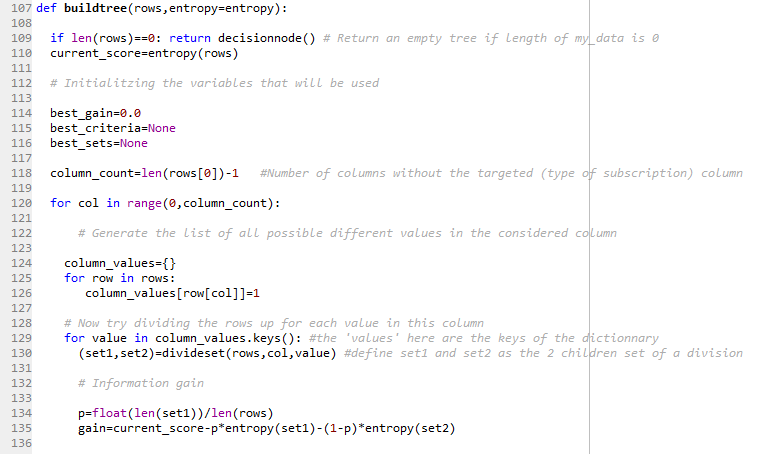 107 def buildtree(rows,entropy=entropy):
108
109 if len(rows)==0: return decisionnode() # Return an empty tree if length of my_data is 0
110 current_score=entropy(rows)
111
112 # Initialitzing the variables that will be used
113
114 best_gain=0.0
115 best_criteria=None
116 best_sets=None
117
118 column_count=len(rows[0])-1 #Number of columns without the targeted (type of subscription) column
119
120 for col in range(0,column_count):
121
122 # Generate the list of all possible different values in the considered column
123
124 column_values={}
125 for row in rows:
126 column_values[row[col]]=1
127
128 # Now try dividing the rows up for each value in this column
129 for value in column_values.keys(): #the 'values' here are the keys of the dictionnary
130 (set1,set2)=divideset(rows,col,value) #define set1 and set2 as the 2 children set of a division
131
132 # Information gain
133
134 p=float(len(set1))/len(rows)
135 gain=current_score-p*entropy(set1)-(1-p)*entropy(set2)
136